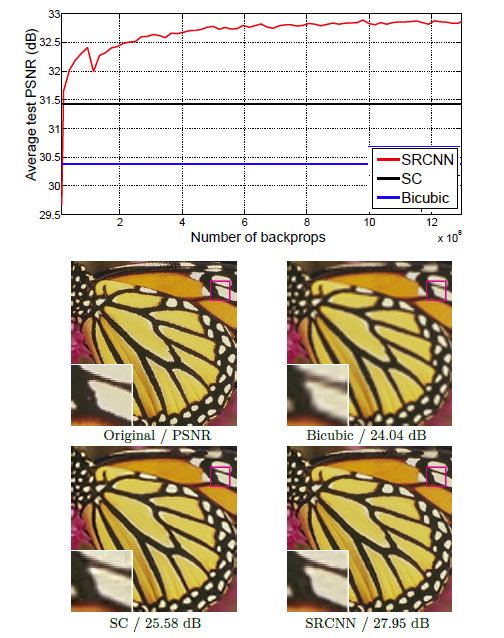 33
32.5
32
31.5
31
30.5
30
29.5
Average test PSNR (dB)
SRCNN
SC
Bicubic
2 4 6 8 10 12
Number of backprops
x 10⁸
Original / PSNR
Bicubic / 24.04 dB
SC / 25.58 dB
SRCNN / 27.95 dB